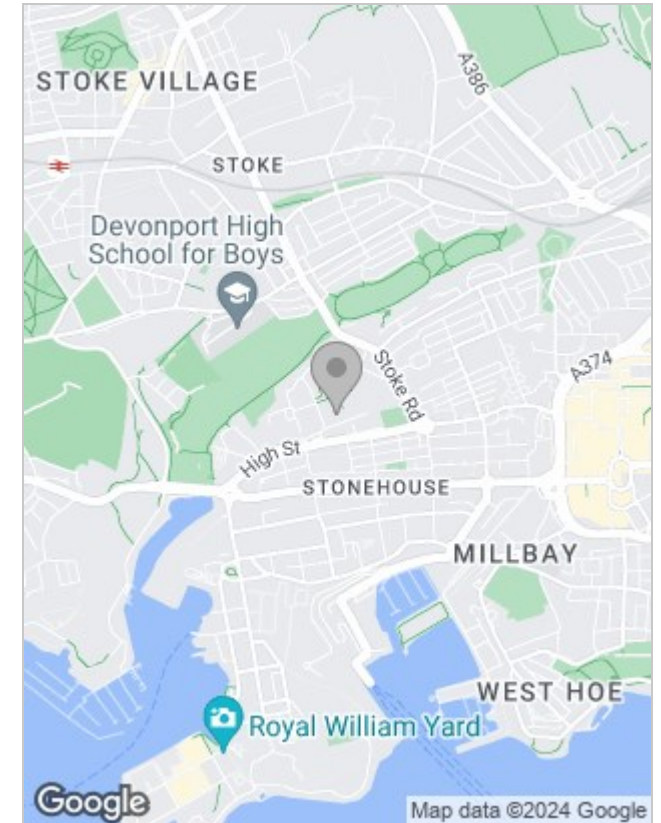 STOKE VILLAGE
A386
STOKE
Devonport High
School for Boys
Stoke Rd
A374
High St
STONEHOUSE
MILLBAY
WEST HOE
Royal William Yard
Google
Map data ©2024 Google